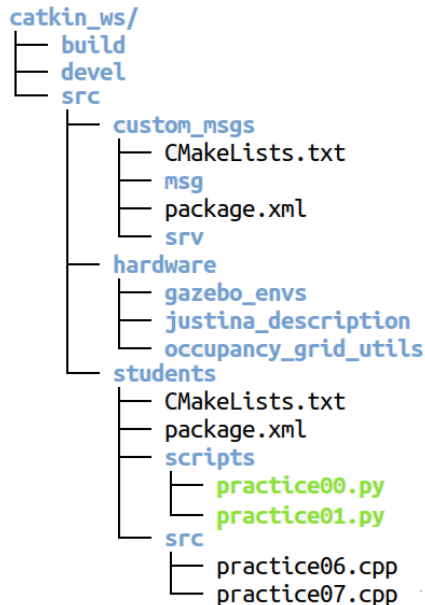 catkin_ws/
build
devel
src
custom_msgs
CMakeLists.txt
msg
package.xml
srv
hardware
gazebo_envs
justina_description
occupancy_grid_utils
students
CMakeLists.txt
package.xml
scripts
practice00.py
practice01.py
src
practice06.cpp
practice07.cpp